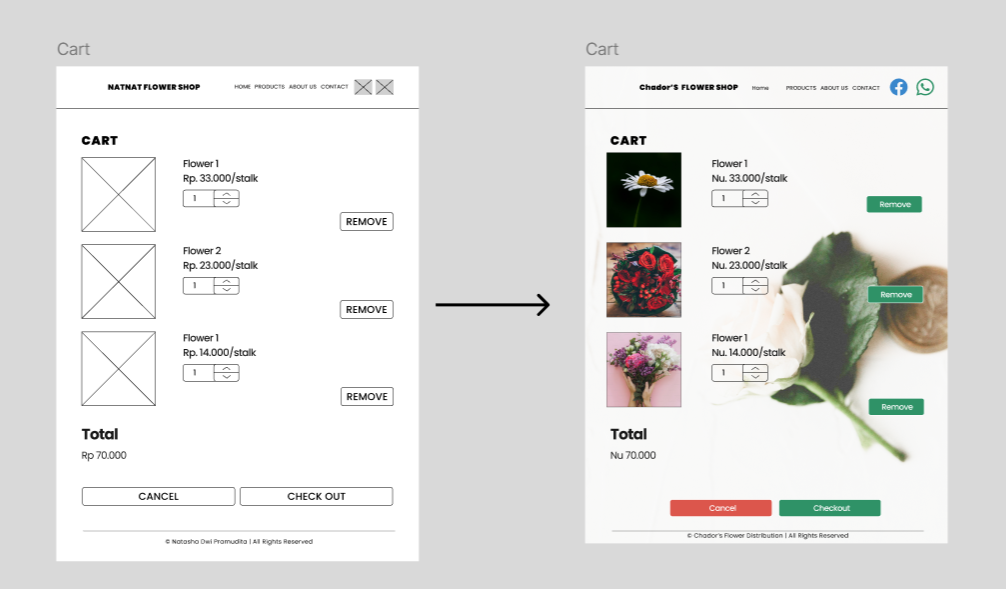 Cart
NATNAT FLOWER SHOP HOME PRODUCTS ABOUT US CONTACT
CART
Flower 1
Rp. 33.000/stalk
1
REMOVE
Flower 2
Rp. 23.000/stalk
1
REMOVE
Flower 1
Rp. 14.000/stalk
1
REMOVE
Total
Rp 70.000
CANCEL CHECK OUT
© Natasha Dwi Pramudita | All Rights Reserved
Cart
Chador'S FLOWER SHOP Home PRODUCTS ABOUT US CONTACT
CART
Flower 1
Nu. 33.000/stalk
1
Remove
Flower 2
Nu. 23.000/stalk
1
Remove
Flower 1
Nu. 14.000/stalk
1
Remove
Total
Nu 70.000
Cancel Checkout
© Chador's Flower Distribution | All Rights Reserved